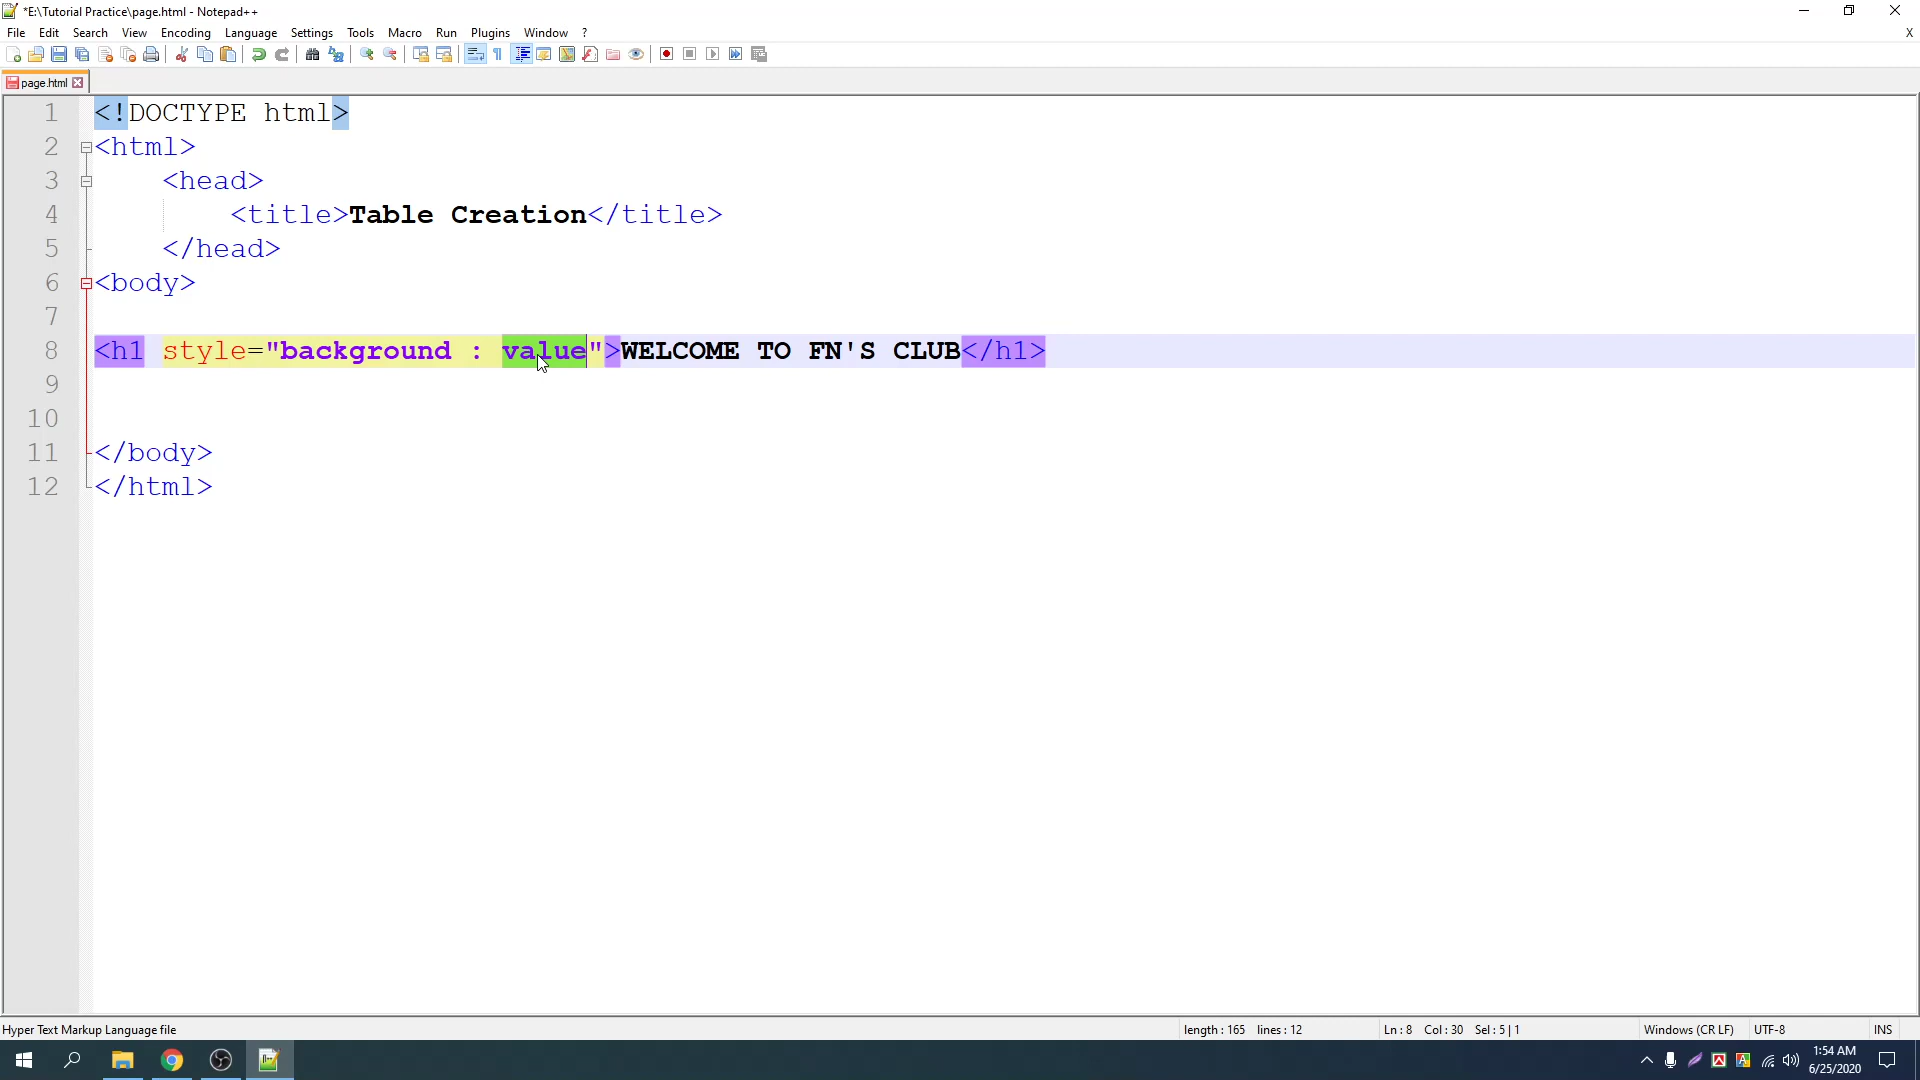 *E:\Tutorial Practice\page.html - Notepad++
File Edit Search View Encoding Language Settings Tools Macro Run Plugins Window ? X
page.html
1 <!DOCTYPE html>
2 <html>
3 <head>
4 <title>Table Creation</title>
5 </head>
6 <body>
7
8 <h1 style="background : value">WELCOME TO FN'S CLUB</h1>
9
10
11 </body>
12 </html>
Hyper Text Markup Language file length : 165 lines : 12 Ln : 8 Col : 30 Sel : 5 | 1 Windows (CR LF) UTF-8 INS
1:54 AM
6/25/2020